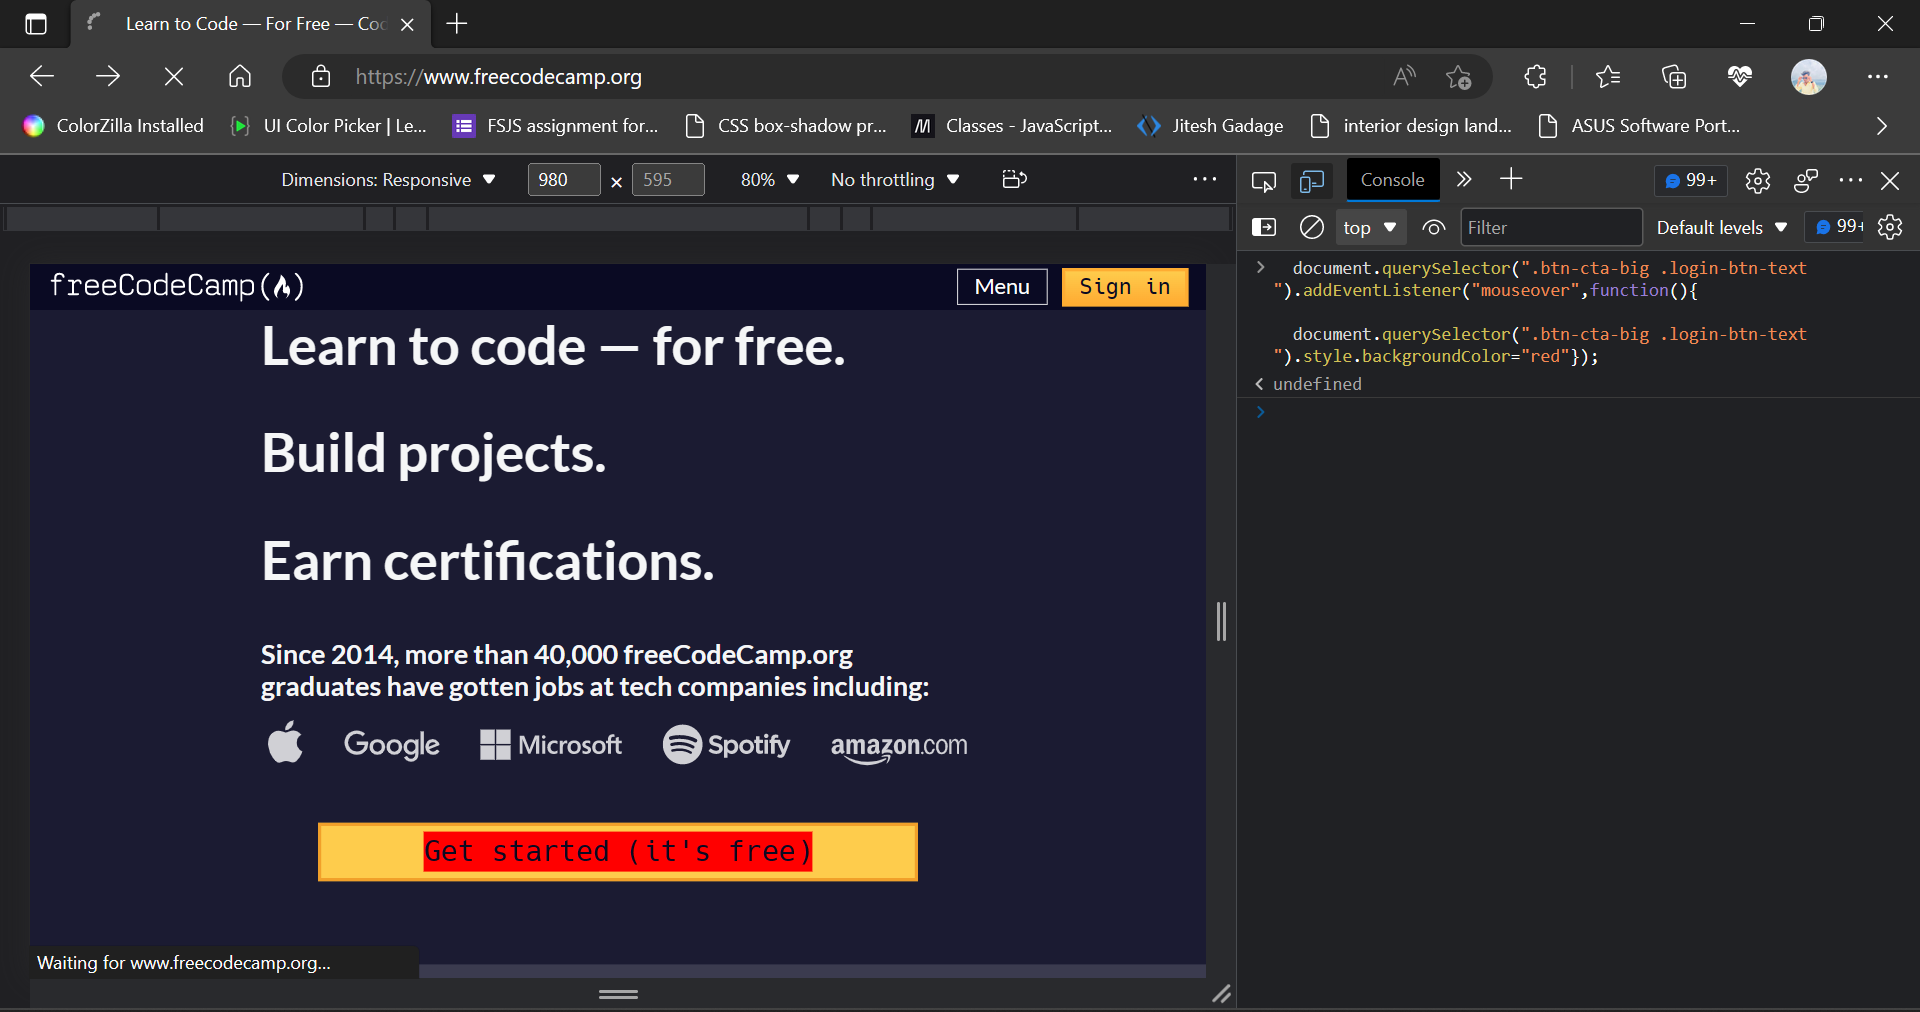 Learn to Code — For Free — Cod
https://www.freecodecamp.org
ColorZilla Installed
UI Color Picker | Le...
FSJS assignment for...
CSS box-shadow pr...
Classes - JavaScript...
Jitesh Gadage
interior design land...
ASUS Software Port...
Dimensions: Responsive
980 × 595
80%
No throttling
Console
99+
top
Filter
Default levels
99+
freeCodeCamp
Menu
Sign in
Learn to code — for free.
Build projects.
Earn certifications.
Since 2014, more than 40,000 freeCodeCamp.org
graduates have gotten jobs at tech companies including:
Google
Microsoft
Spotify
amazon.com
Get started (it's free)
Waiting for www.freecodecamp.org...
document.querySelector(".btn-cta-big .login-btn-text
").addEventListener("mouseover",function(){
document.querySelector(".btn-cta-big .login-btn-text
").style.backgroundColor="red"});
undefined